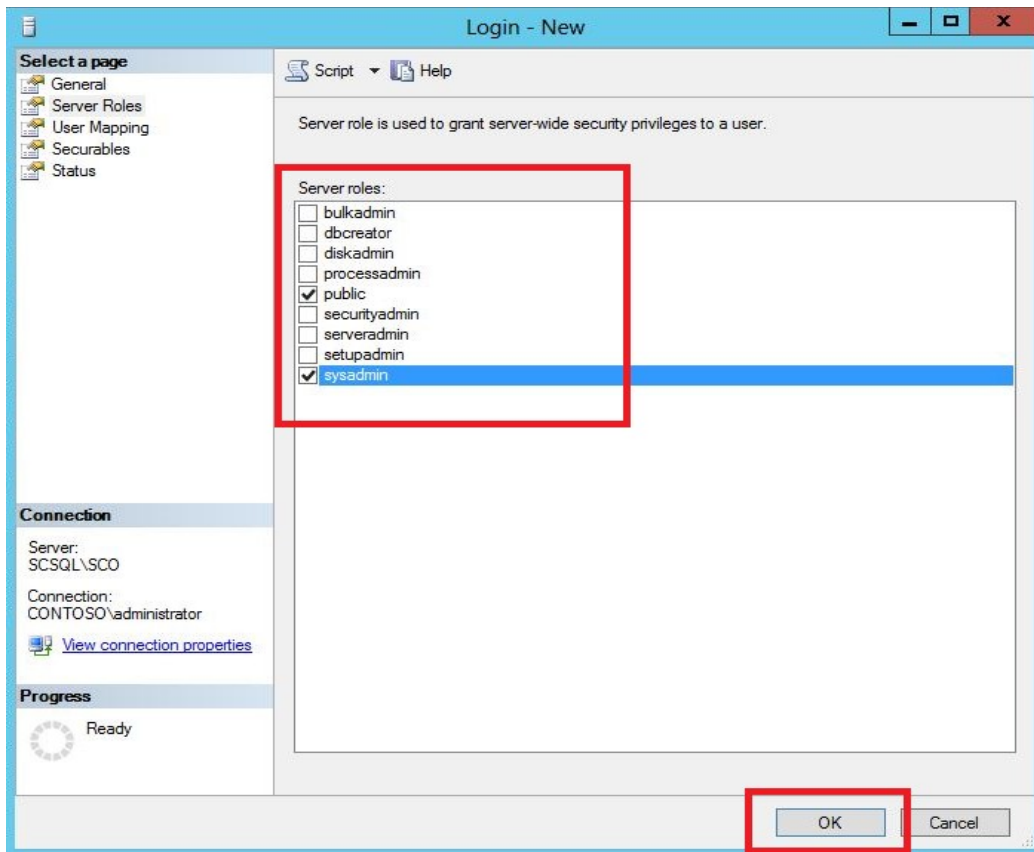 Login - New
Select a page
General
Server Roles
User Mapping
Securables
Status
Script
Help
Server role is used to grant server-wide security privileges to a user.
Server roles:
bulkadmin
dbcreator
diskadmin
processadmin
public
securityadmin
serveradmin
setupadmin
sysadmin
Connection
Server:
SCSQL\SCO
Connection:
CONTOSO\administrator
View connection properties
Progress
Ready
OK
Cancel